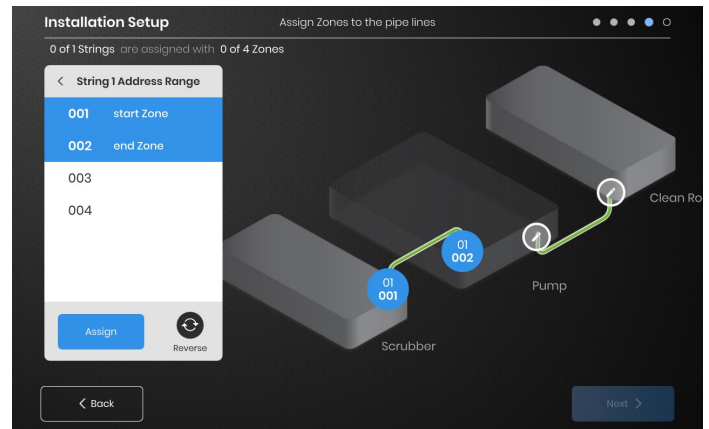 Installation Setup
Assign Zones to the pipe lines
0 of 1 Strings are assigned with 0 of 4 Zones
< String 1 Address Range
001 start Zone
002 end Zone
003
004
Assign
Reverse
01
002
01
001
Clean Ro
Pump
Scrubber
< Back
Next >